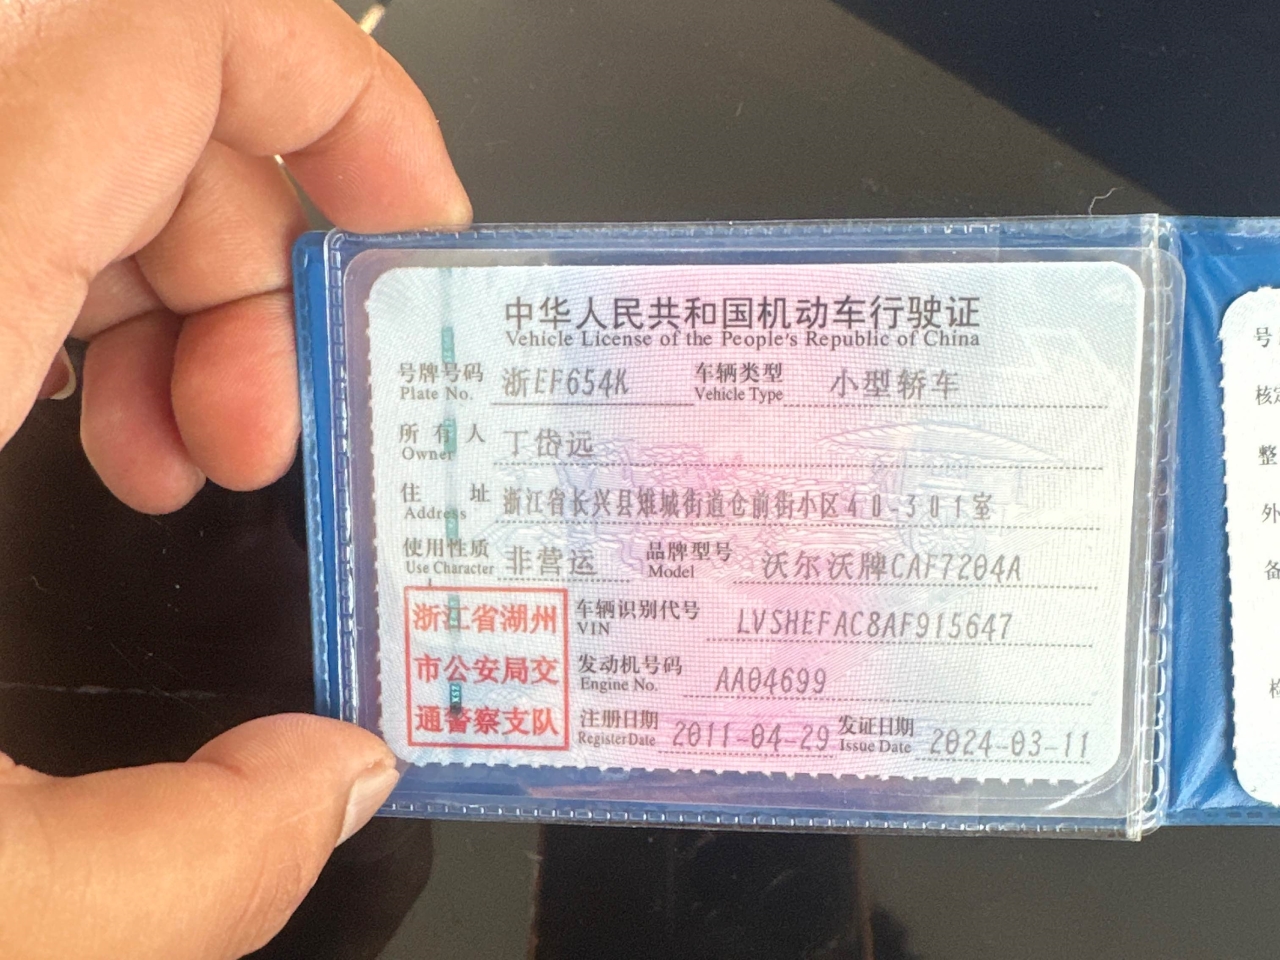 中华人民共和国机动车行驶证
Vehicle License of the People's Republic of China
号牌号码 浙EF654K 车辆类型 小型轿车
Plate No. Vehicle Type
所有人 丁岱远
Owner
住址 浙江省长兴县雉城街道仓前街小区40-301室
Address
使用性质 非营运 品牌型号 沃尔沃牌CAF7204A
Use Character Model
浙江省湖州
市公安局交
通警察支队
车辆识别代号 LVSHEFAC8AF915647
VIN
发动机号码 AA04699
Engine No.
注册日期 2011-04-29 发证日期 2024-03-11
Register Date Issue Date
号
核定
整
外
备
检